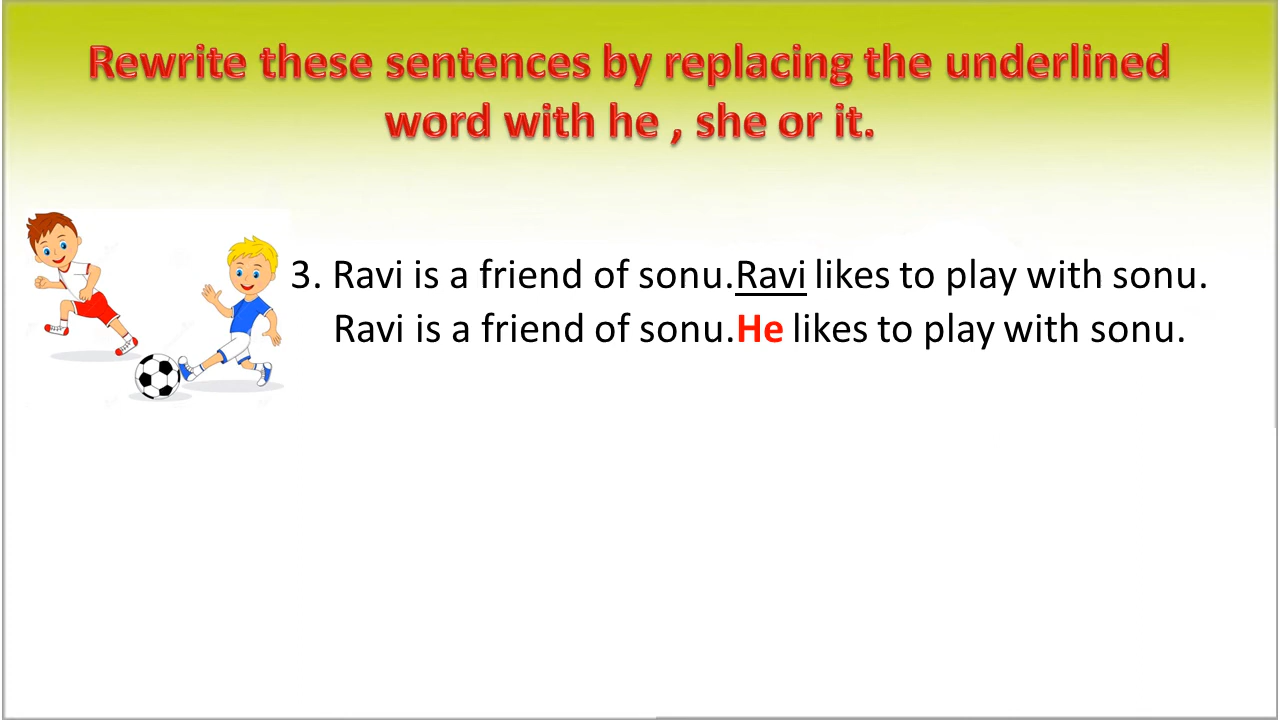 Rewrite these sentences by replacing the underlined
word with he , she or it.
3. Ravi is a friend of sonu.Ravi likes to play with sonu.
Ravi is a friend of sonu.He likes to play with sonu.